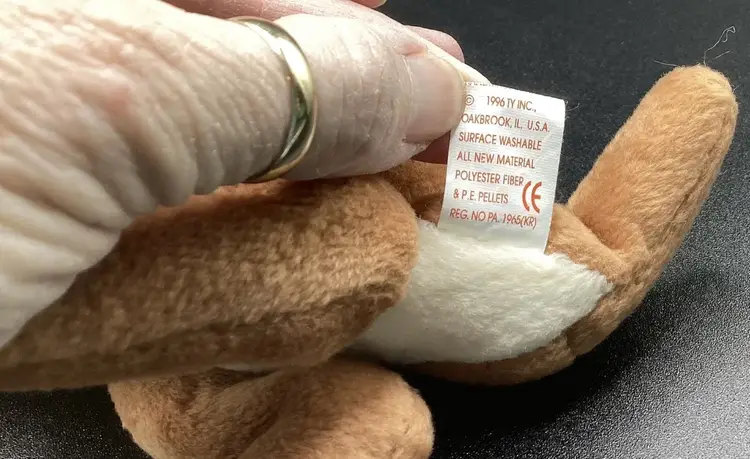 © 1996 TY INC.,
OAKBROOK, IL. U.S.A.
SURFACE WASHABLE
ALL NEW MATERIAL
POLYESTER FIBER
& P.E. PELLETS CE
REG. NO PA. 1965(KR)